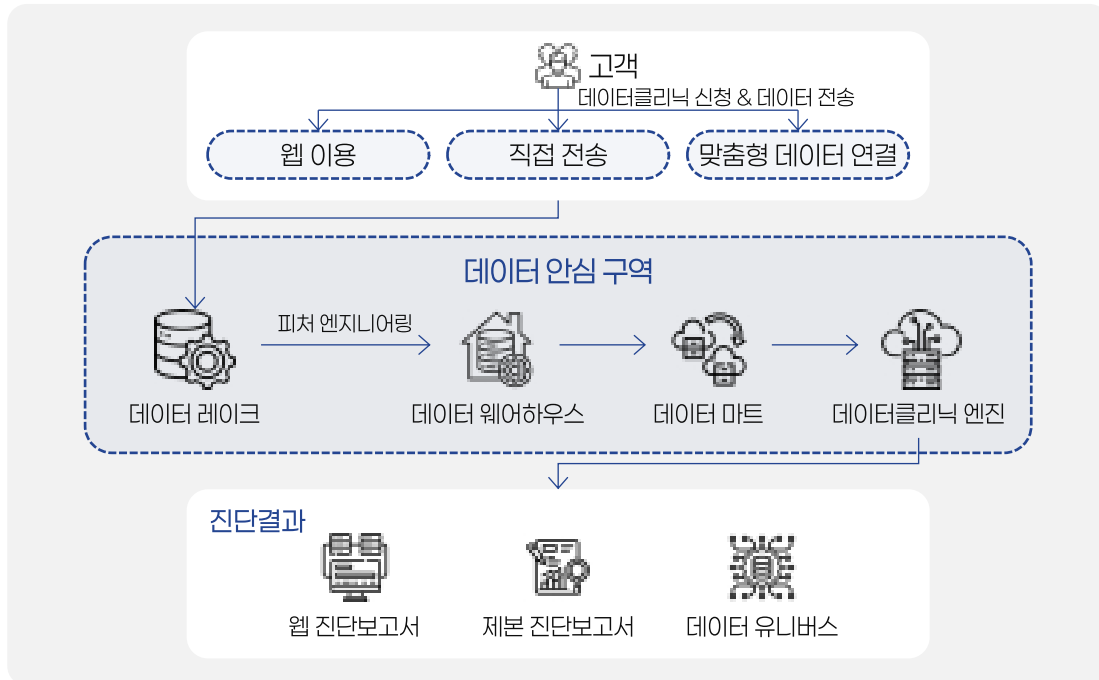 고객
데이터클리닉 신청 & 데이터 전송
웹 이용
직접 전송
맞춤형 데이터 연결
데이터 안심 구역
피처 엔지니어링
데이터 레이크
데이터 웨어하우스
데이터 마트
데이터클리닉 엔진
진단결과
웹 진단보고서
제본 진단보고서
데이터 유니버스